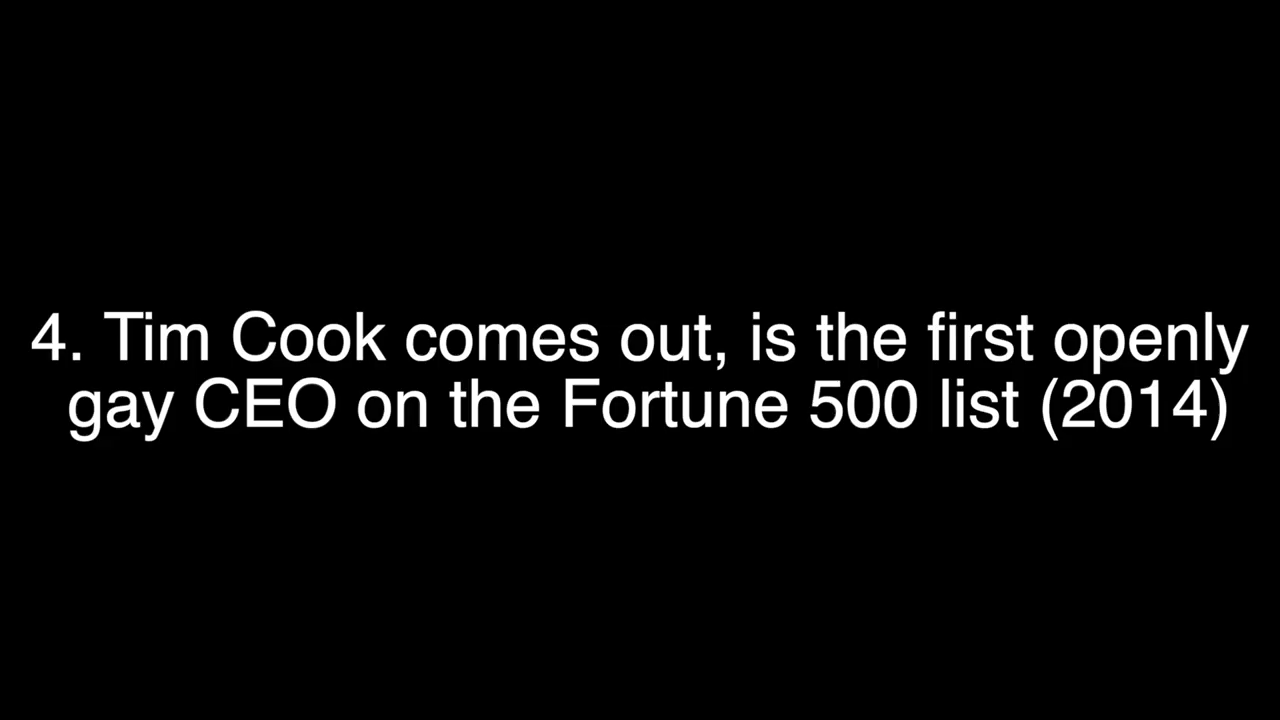 4. Tim Cook comes out, is the first openly
gay CEO on the Fortune 500 list (2014)